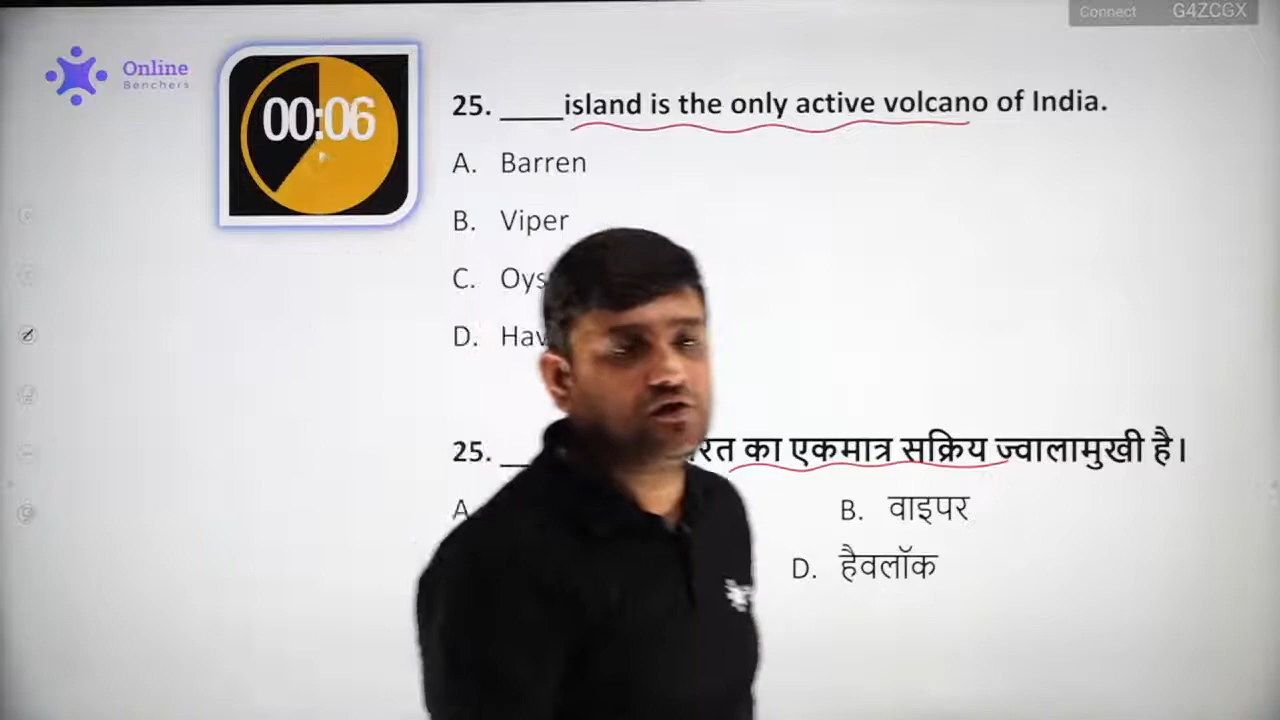 Connect G4ZCGX
Online
Benchers
00:06
25. ____island is the only active volcano of India.
A. Barren
B. Viper
C. Oys
D. Hav
25. __ रत का एकमात्र सक्रिय ज्वालामुखी है।
A
B. वाइपर
D. हैवलॉक